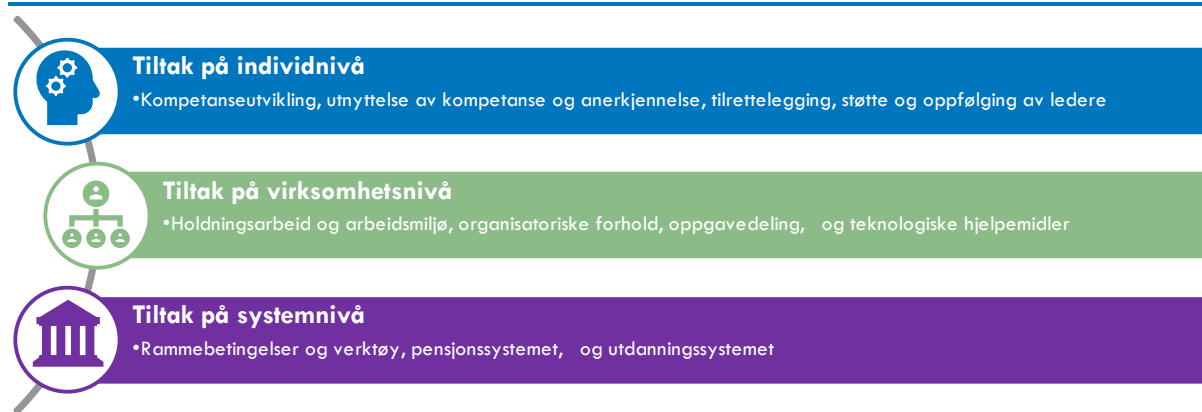 Tiltak på individnivå
•Kompetanseutvikling, utnyttelse av kompetanse og anerkjennelse, tilrettelegging, støtte og oppfølging av ledere
Tiltak på virksomhetsnivå
•Holdningsarbeid og arbeidsmiljø, organisatoriske forhold, oppgavedeling,   og teknologiske hjelpemidler
Tiltak på systemnivå
•Rammebetingelser og verktøy, pensjonssystemet,   og utdanningssystemet